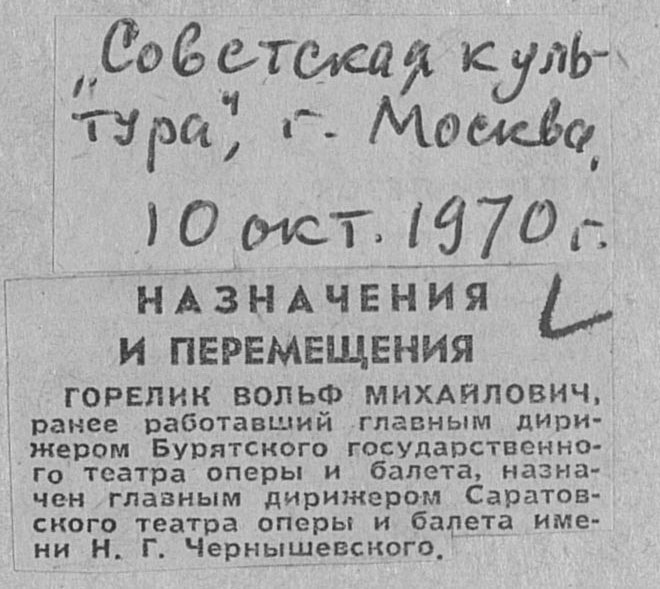 „Советская куль-
тура", г. Москва,
10 окт. 1970 г.
НАЗНАЧЕНИЯ
И ПЕРЕМЕЩЕНИЯ
ГОРЕЛИК ВОЛЬФ МИХАЙЛОВИЧ,
ранее работавший главным дири-
жером Бурятского государственно-
го театра оперы и балета, назна-
чен главным дирижером Саратов-
ского театра оперы и балета име-
ни Н. Г. Чернышевского.